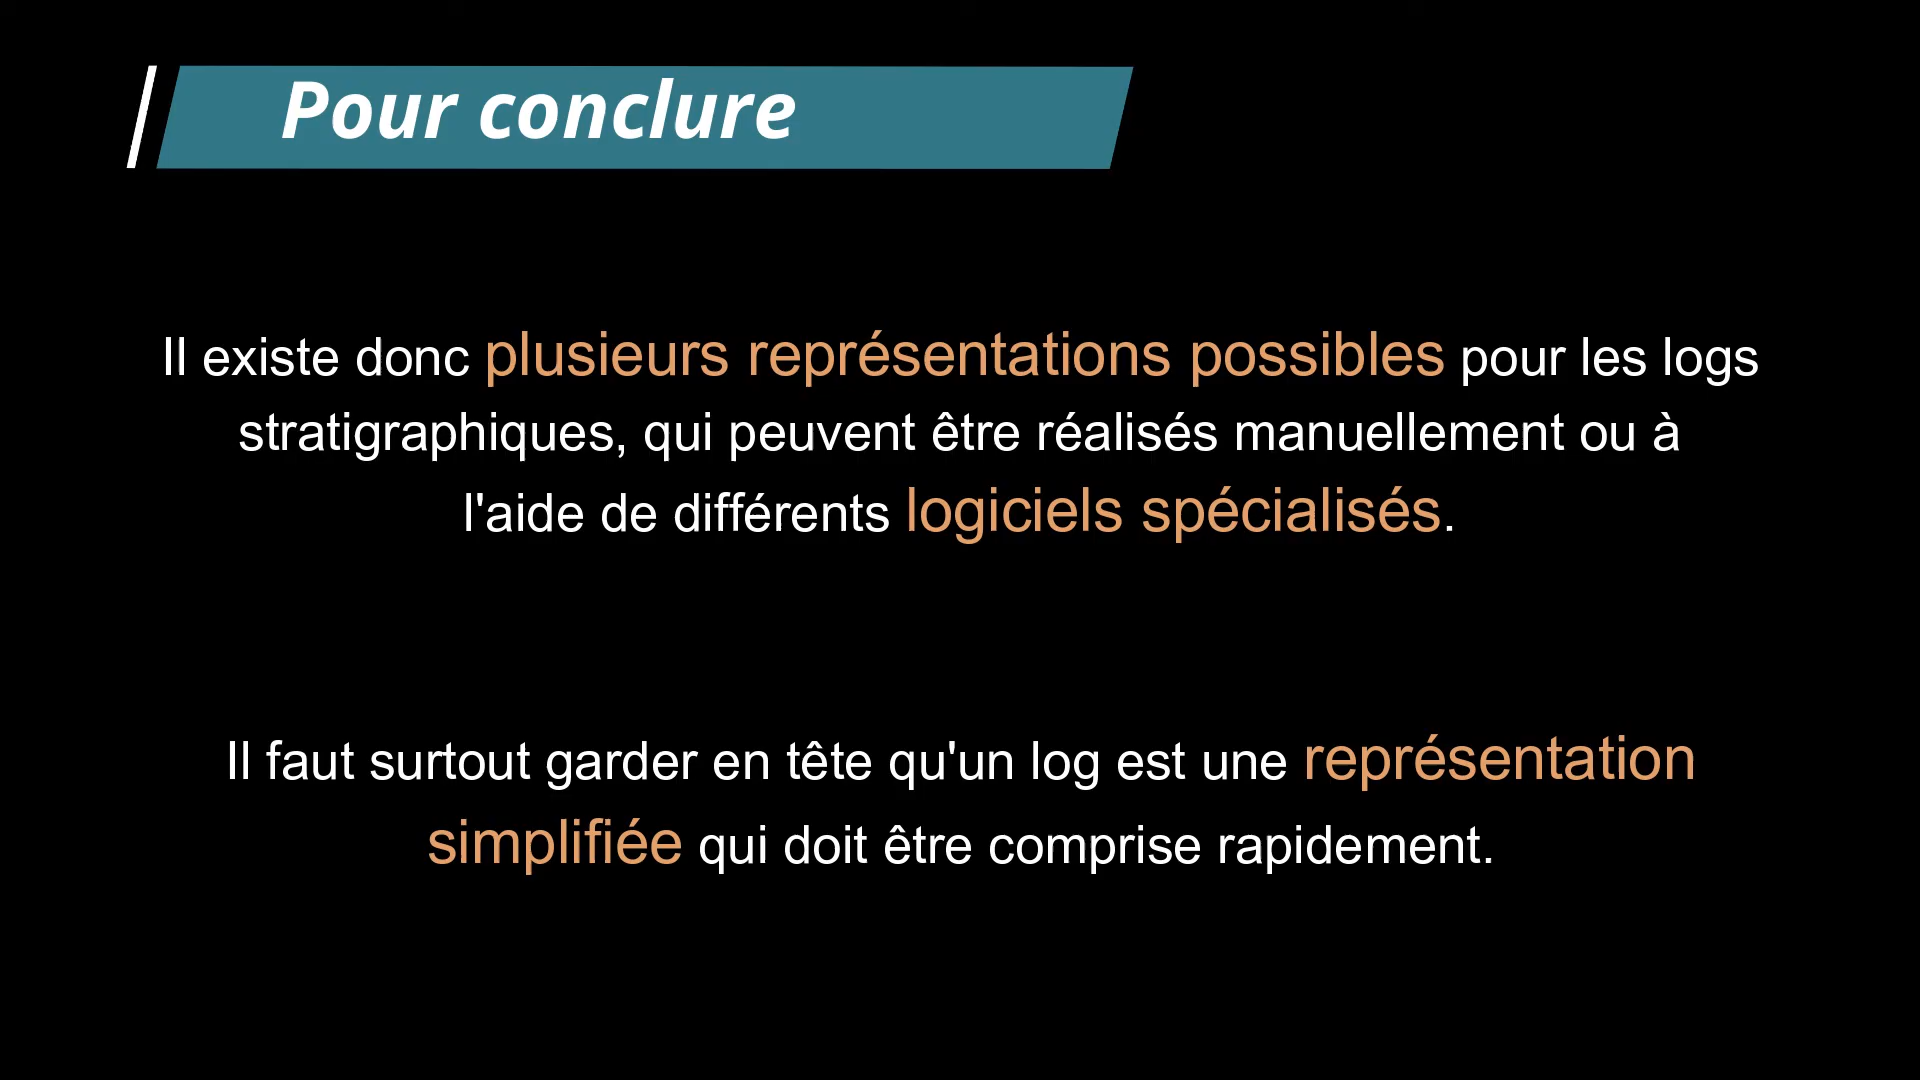 Pour conclure
Il existe donc plusieurs représentations possibles pour les logs
stratigraphiques, qui peuvent être réalisés manuellement ou à
l'aide de différents logiciels spécialisés.
Il faut surtout garder en tête qu'un log est une représentation
simplifiée qui doit être comprise rapidement.